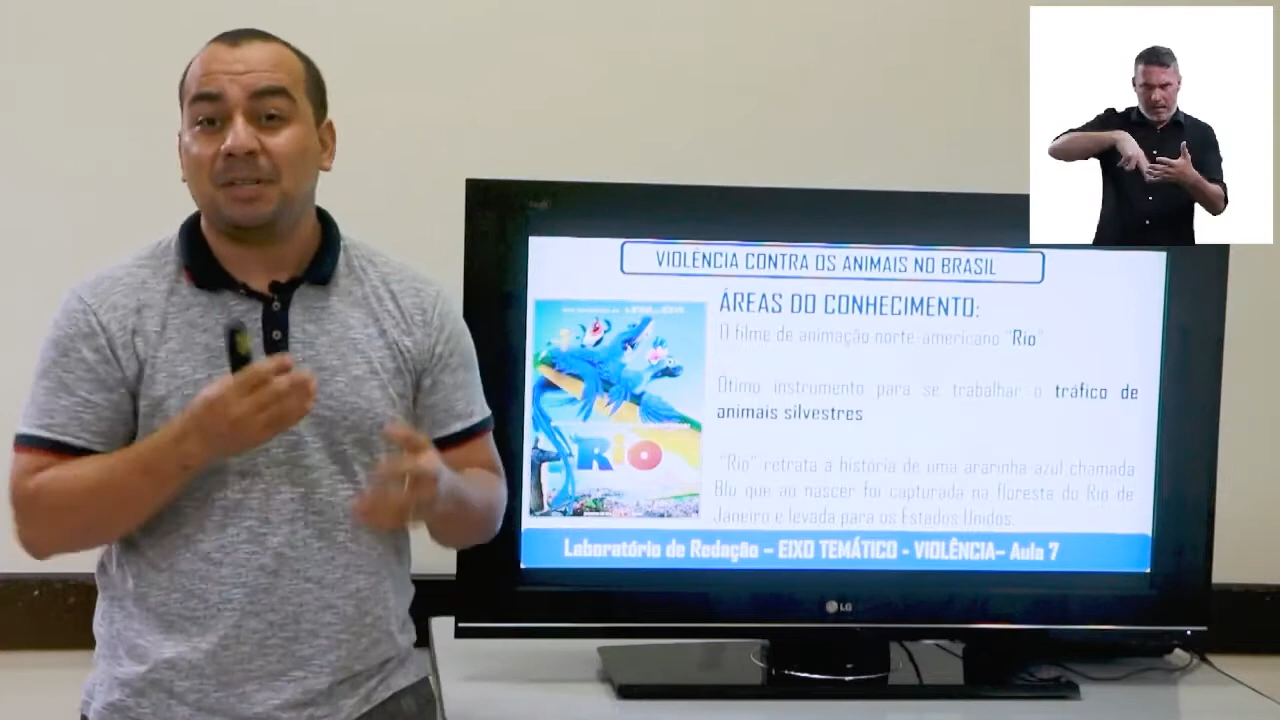 VIOLÊNCIA CONTRA OS ANIMAIS NO BRASIL
ÁREAS DO CONHECIMENTO:
O filme de animação norte-americano "Rio"
Ótimo instrumento para se trabalhar o tráfico de
animais silvestres
"Rio" retrata a história de uma ararinha azul chamada
Blu que ao nascer foi capturada na floresta do Rio de
Janeiro e levada para os Estados Unidos.
RIO
Laboratório de Redação – EIXO TEMÁTICO - VIOLÊNCIA– Aula 7
LG